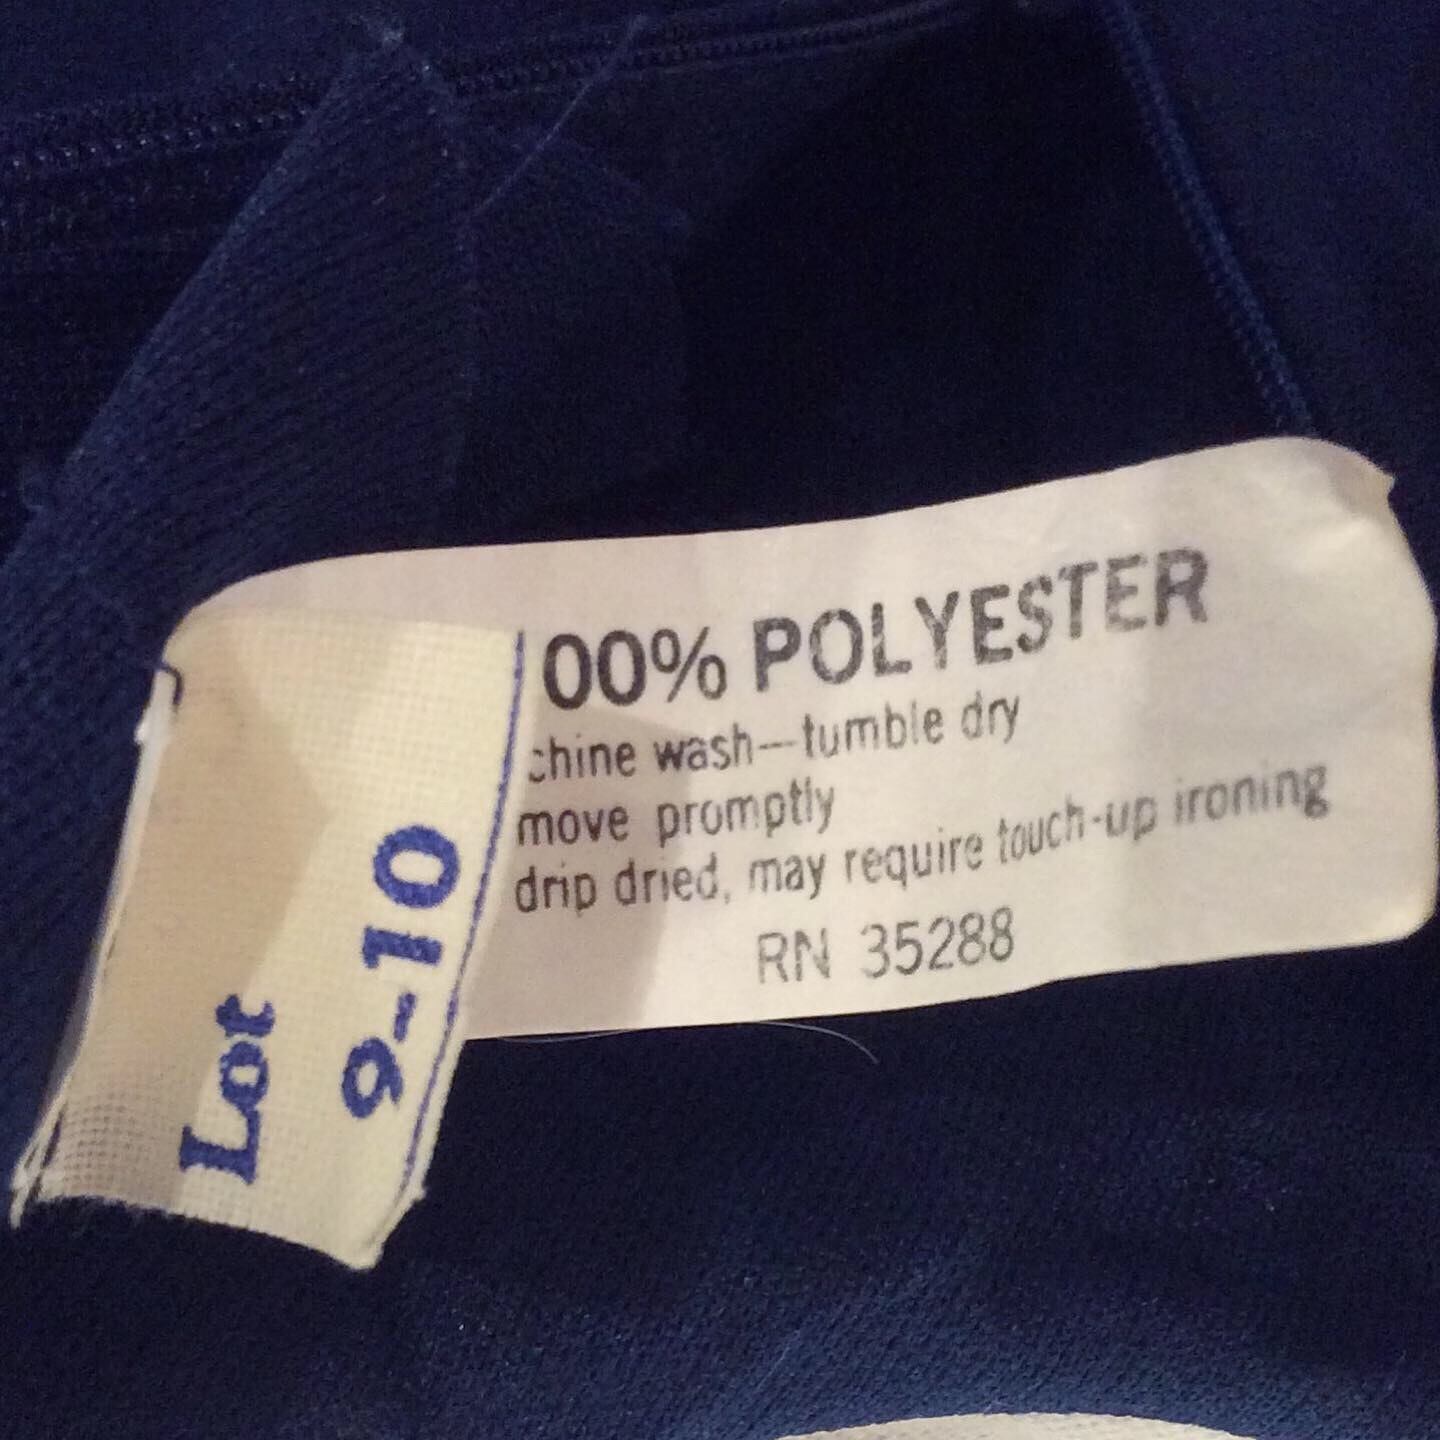 00% POLYESTER
chine wash—tumble dry
move promptly
drip dried, may require touch-up ironing
RN 35288
Lot
9-10